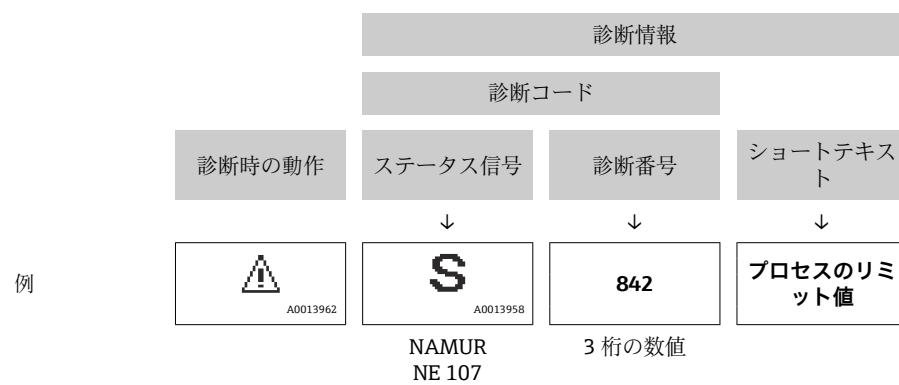 診断情報
診断コード
診断時の動作
ステータス信号
診断番号
ショートテキス
ト
↓
↓
↓
例
A0013962
S
A0013958
842
プロセスのリミ
ット値
NAMUR
NE 107
3 桁の数値